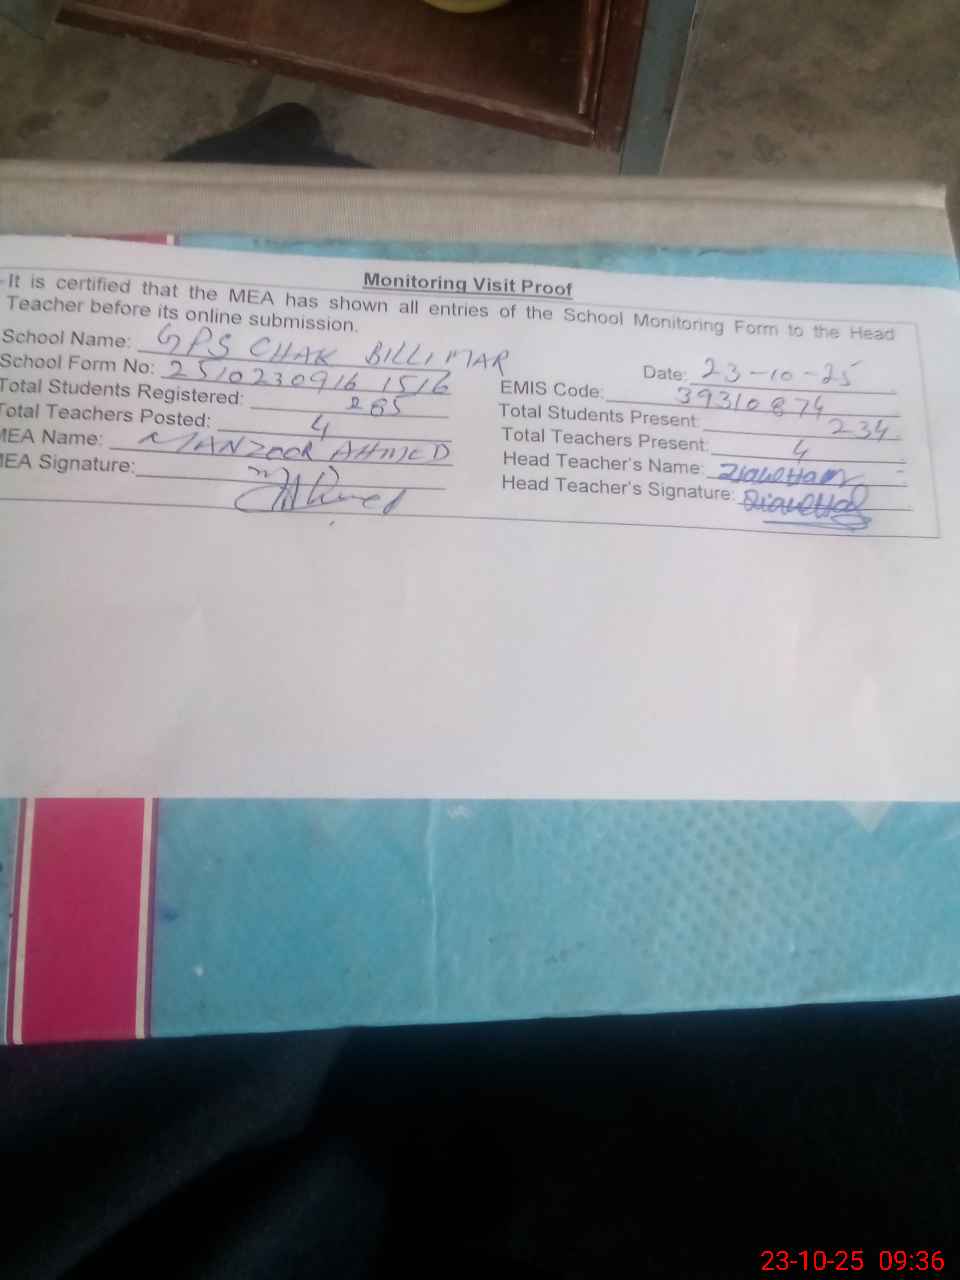 Monitoring Visit Proof
It is certified that the MEA has shown all entries of the School Monitoring Form to the Head
Teacher before its online submission.
School Name: GPS CHAK BILLI MAR
Date: 23-10-25
School Form No: 2510230916 1516
EMIS Code: 39310874
Total Students Registered: 265
Total Students Present: 234
Total Teachers Posted: 4
Total Teachers Present: 4
MEA Name: MANZOOR AHMED
Head Teacher's Name:
MEA Signature:
Head Teacher's Signature:
23-10-25 09:36